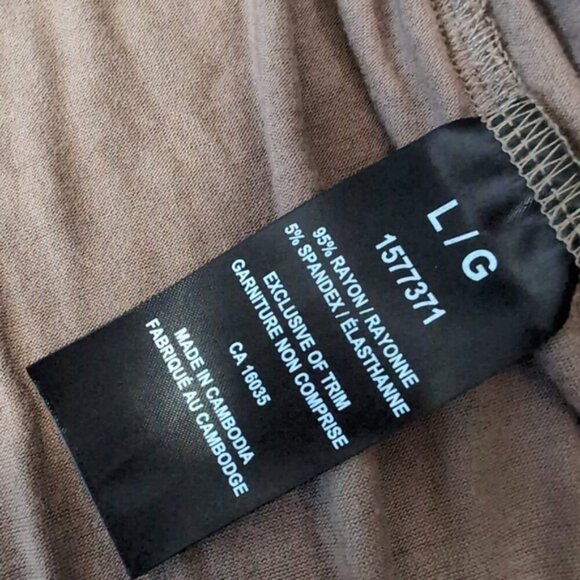 L / G
1577371
95% RAYON / RAYONNE
5% SPANDEX / ÉLASTHANNE
EXCLUSIVE OF TRIM
GARNITURE NON COMPRISE
CA 16035
MADE IN CAMBODIA
FABRIQUÉ AU CAMBODGE